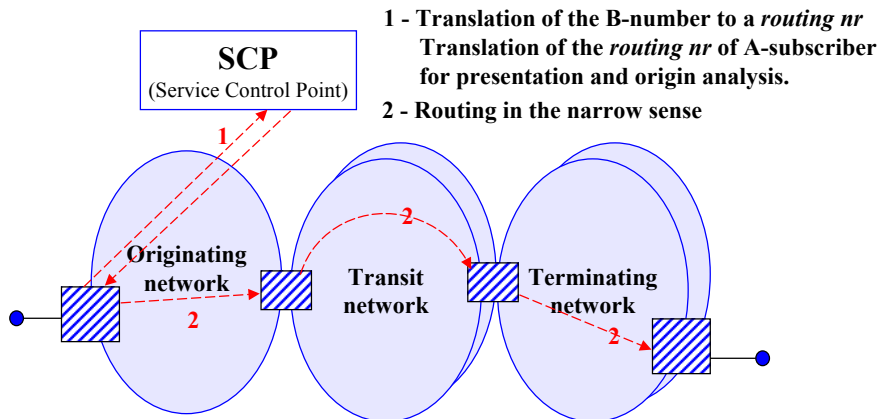 1 - Translation of the B-number to a routing nr
Translation of the routing nr of A-subscriber
for presentation and origin analysis.
2 - Routing in the narrow sense
SCP
(Service Control Point)
1
2
Originating
network
Transit
network
Terminating
network
2
2